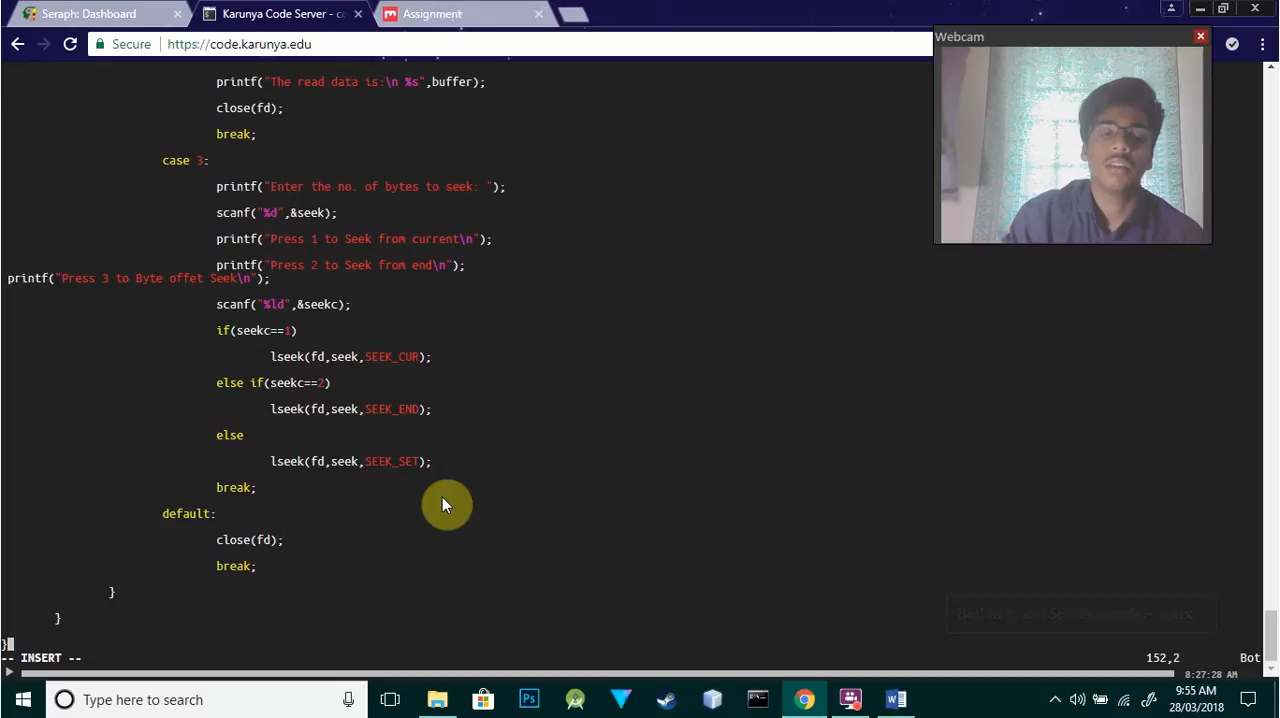 Seraph: Dashboard
Karunya Code Server - co
Assignment
Secure
https://code.karunya.edu
Webcam
printf("The read data is:\n %s",buffer);
close(fd);
break;
case 3:
printf("Enter the no. of bytes to seek: ");
scanf("%d",&seek);
printf("Press 1 to Seek from current\n");
printf("Press 2 to Seek from end\n");
printf("Press 3 to Byte offet Seek\n");
scanf("%ld",&seekc);
if(seekc==1)
lseek(fd,seek,SEEK_CUR);
else if(seekc==2)
lseek(fd,seek,SEEK_END);
else
lseek(fd,seek,SEEK_SET);
break;
default:
close(fd);
break;
}
}
}
-- INSERT --
152,2
Bot
8:27:28 AM
Type here to search
9:55 AM
28/03/2018